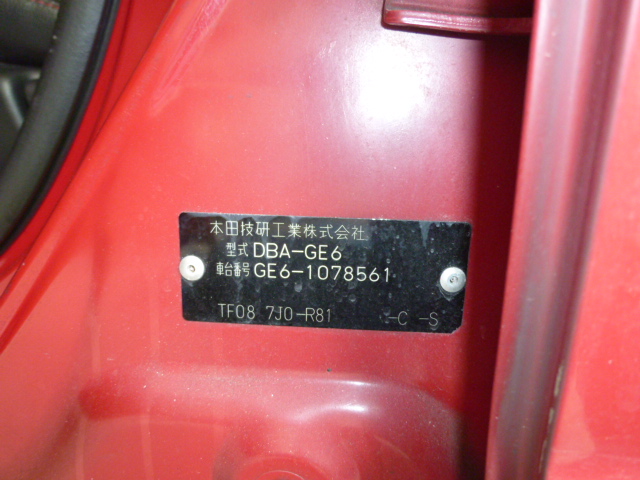 本田技研工業株式会社
型式 DBA-GE6
車台番号 GE6-1078561
TF08 7J0-R81 -C -S